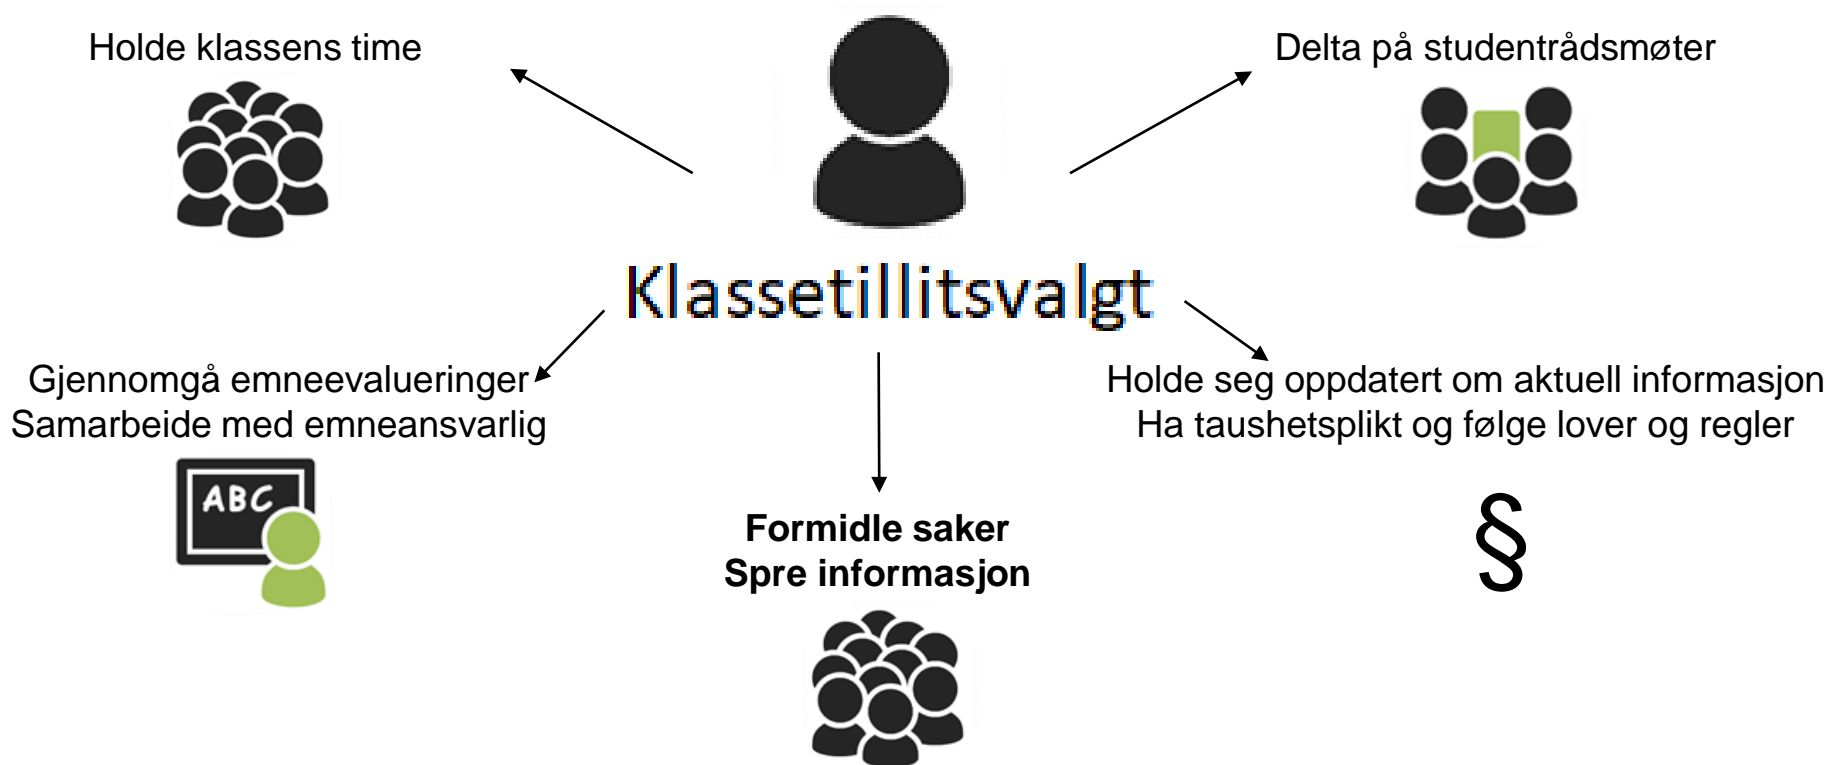 Holde klassens time
Delta på studentrådsmøter
Klassetillitsvalgt
Gjennomgå emneevalueringer
Samarbeide med emneansvarlig
ABC
Formidle saker
Spre informasjon
Holde seg oppdatert om aktuell informasjon
Ha taushetsplikt og følge lover og regler
§